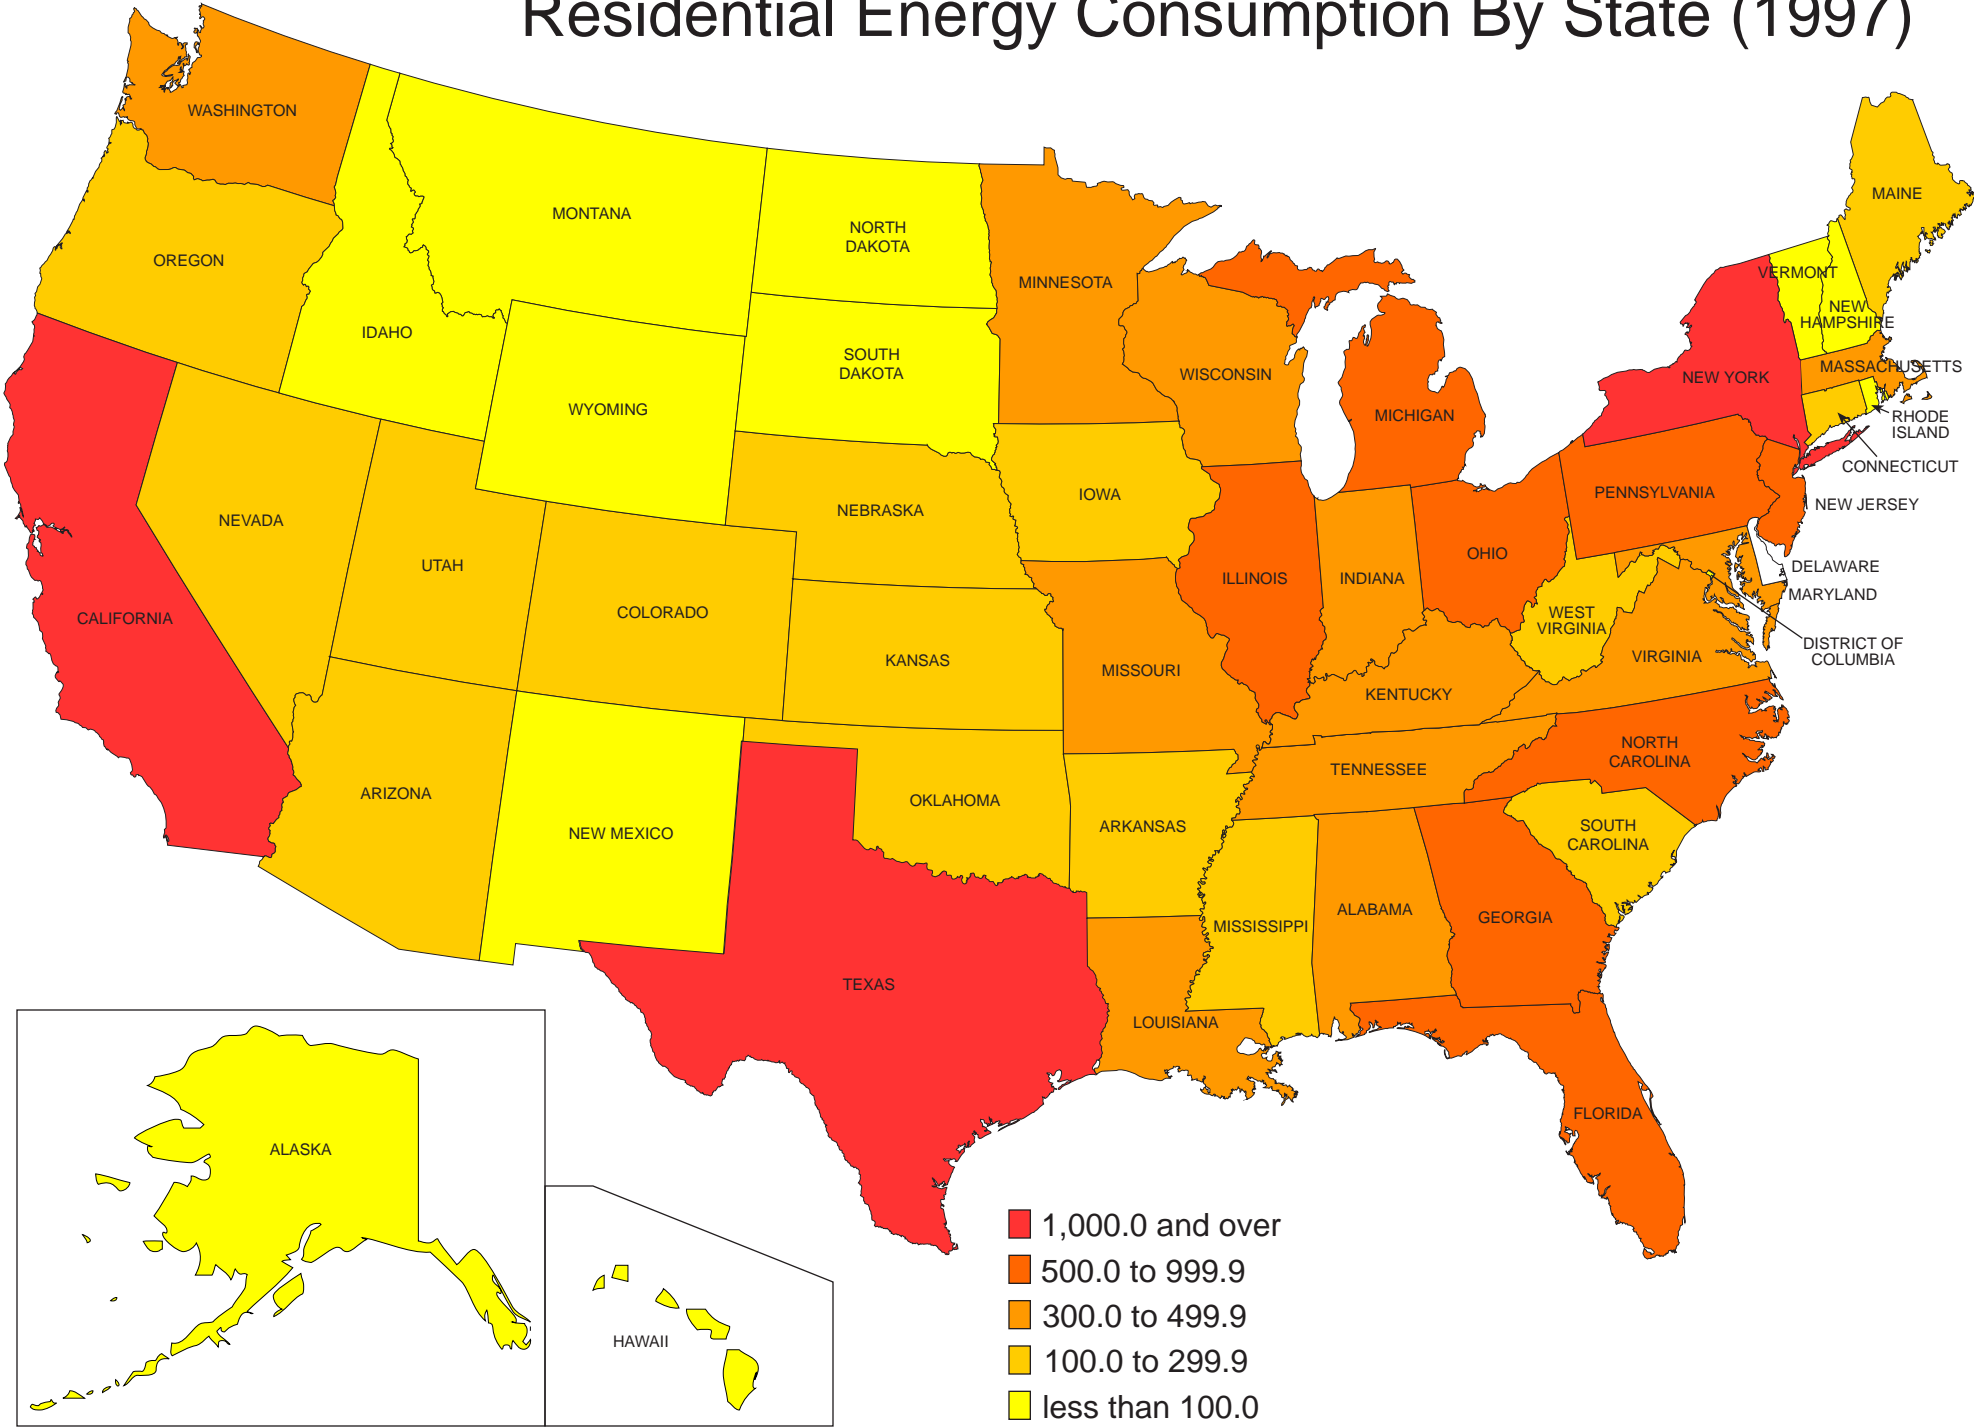 Residential Energy Consumption By State (1997)
WASHINGTON
OREGON
IDAHO
MONTANA
NORTH
DAKOTA
MINNESOTA
SOUTH
DAKOTA
WYOMING
WISCONSIN
MICHIGAN
MAINE
VERMONT
NEW
HAMPSHIRE
MASSACHUSETTS
NEW YORK
RHODE
ISLAND
CONNECTICUT
PENNSYLVANIA
NEW JERSEY
DELAWARE
MARYLAND
DISTRICT OF
COLUMBIA
CALIFORNIA
NEVADA
UTAH
COLORADO
NEBRASKA
IOWA
KANSAS
MISSOURI
ILLINOIS
INDIANA
OHIO
WEST
VIRGINIA
VIRGINIA
KENTUCKY
NORTH
CAROLINA
TENNESSEE
SOUTH
CAROLINA
ARIZONA
NEW MEXICO
OKLAHOMA
ARKANSAS
TEXAS
LOUISIANA
MISSISSIPPI
ALABAMA
GEORGIA
FLORIDA
ALASKA
HAWAII
1,000.0 and over
500.0 to 999.9
300.0 to 499.9
100.0 to 299.9
less than 100.0